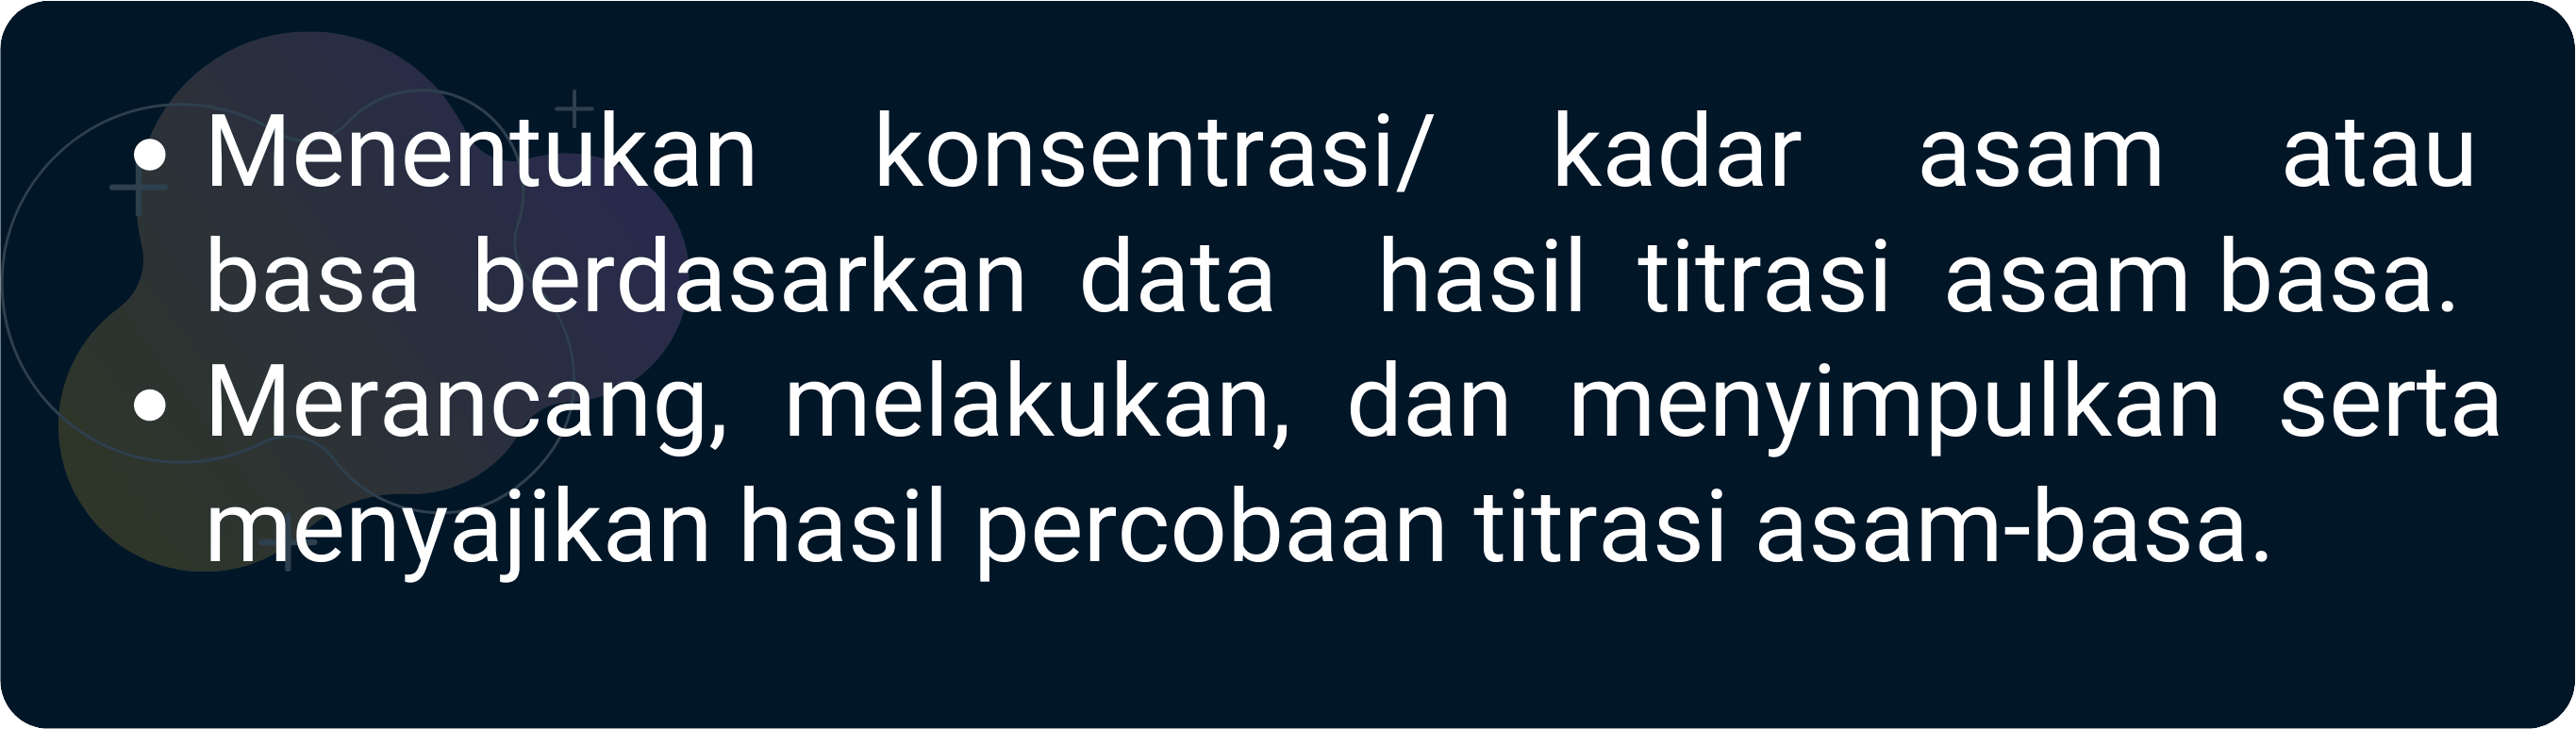 • Menentukan konsentrasi/ kadar asam atau
basa berdasarkan data hasil titrasi asam basa.
• Merancang, melakukan, dan menyimpulkan serta
menyajikan hasil percobaan titrasi asam-basa.